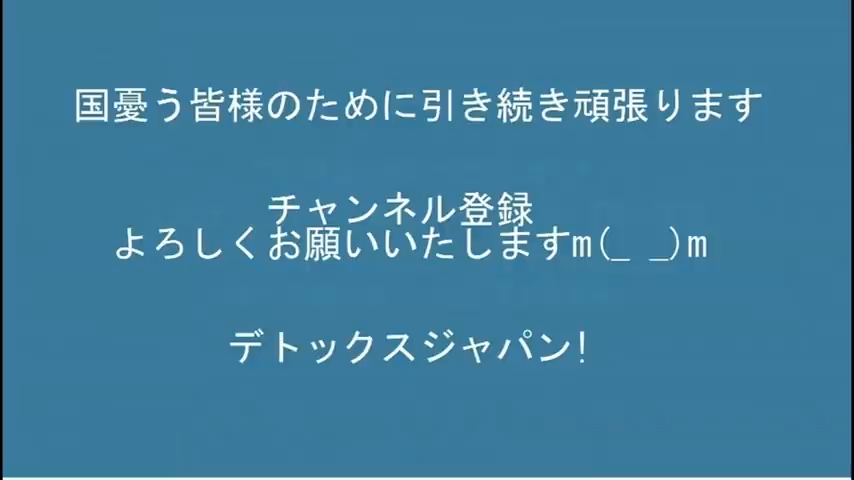 国憂う皆様のために引き続き頑張ります
チャンネル登録
よろしくお願いいたしますm(_ _)m
デトックスジャパン!